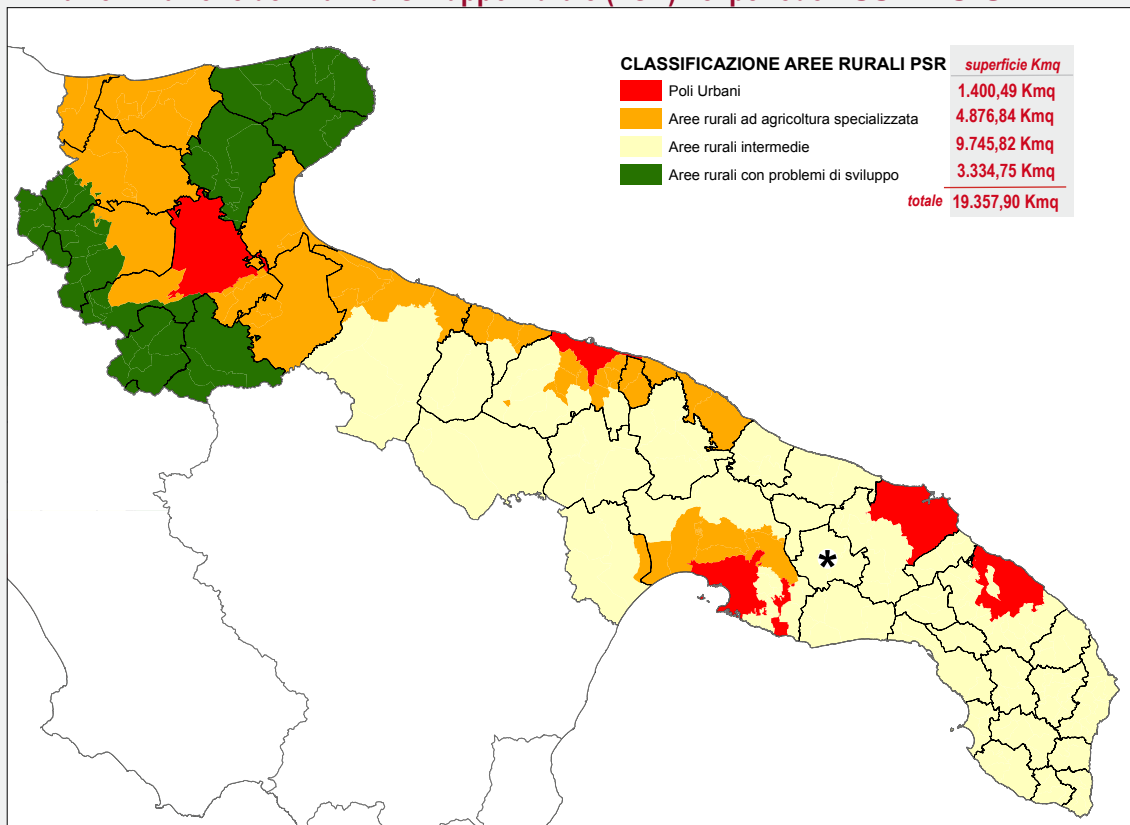 CLASSIFICAZIONE AREE RURALI PSR superficie Kmq
Poli Urbani 1.400,49 Kmq
Aree rurali ad agricoltura specializzata 4.876,84 Kmq
Aree rurali intermedie 9.745,82 Kmq
Aree rurali con problemi di sviluppo 3.334,75 Kmq
totale 19.357,90 Kmq
*